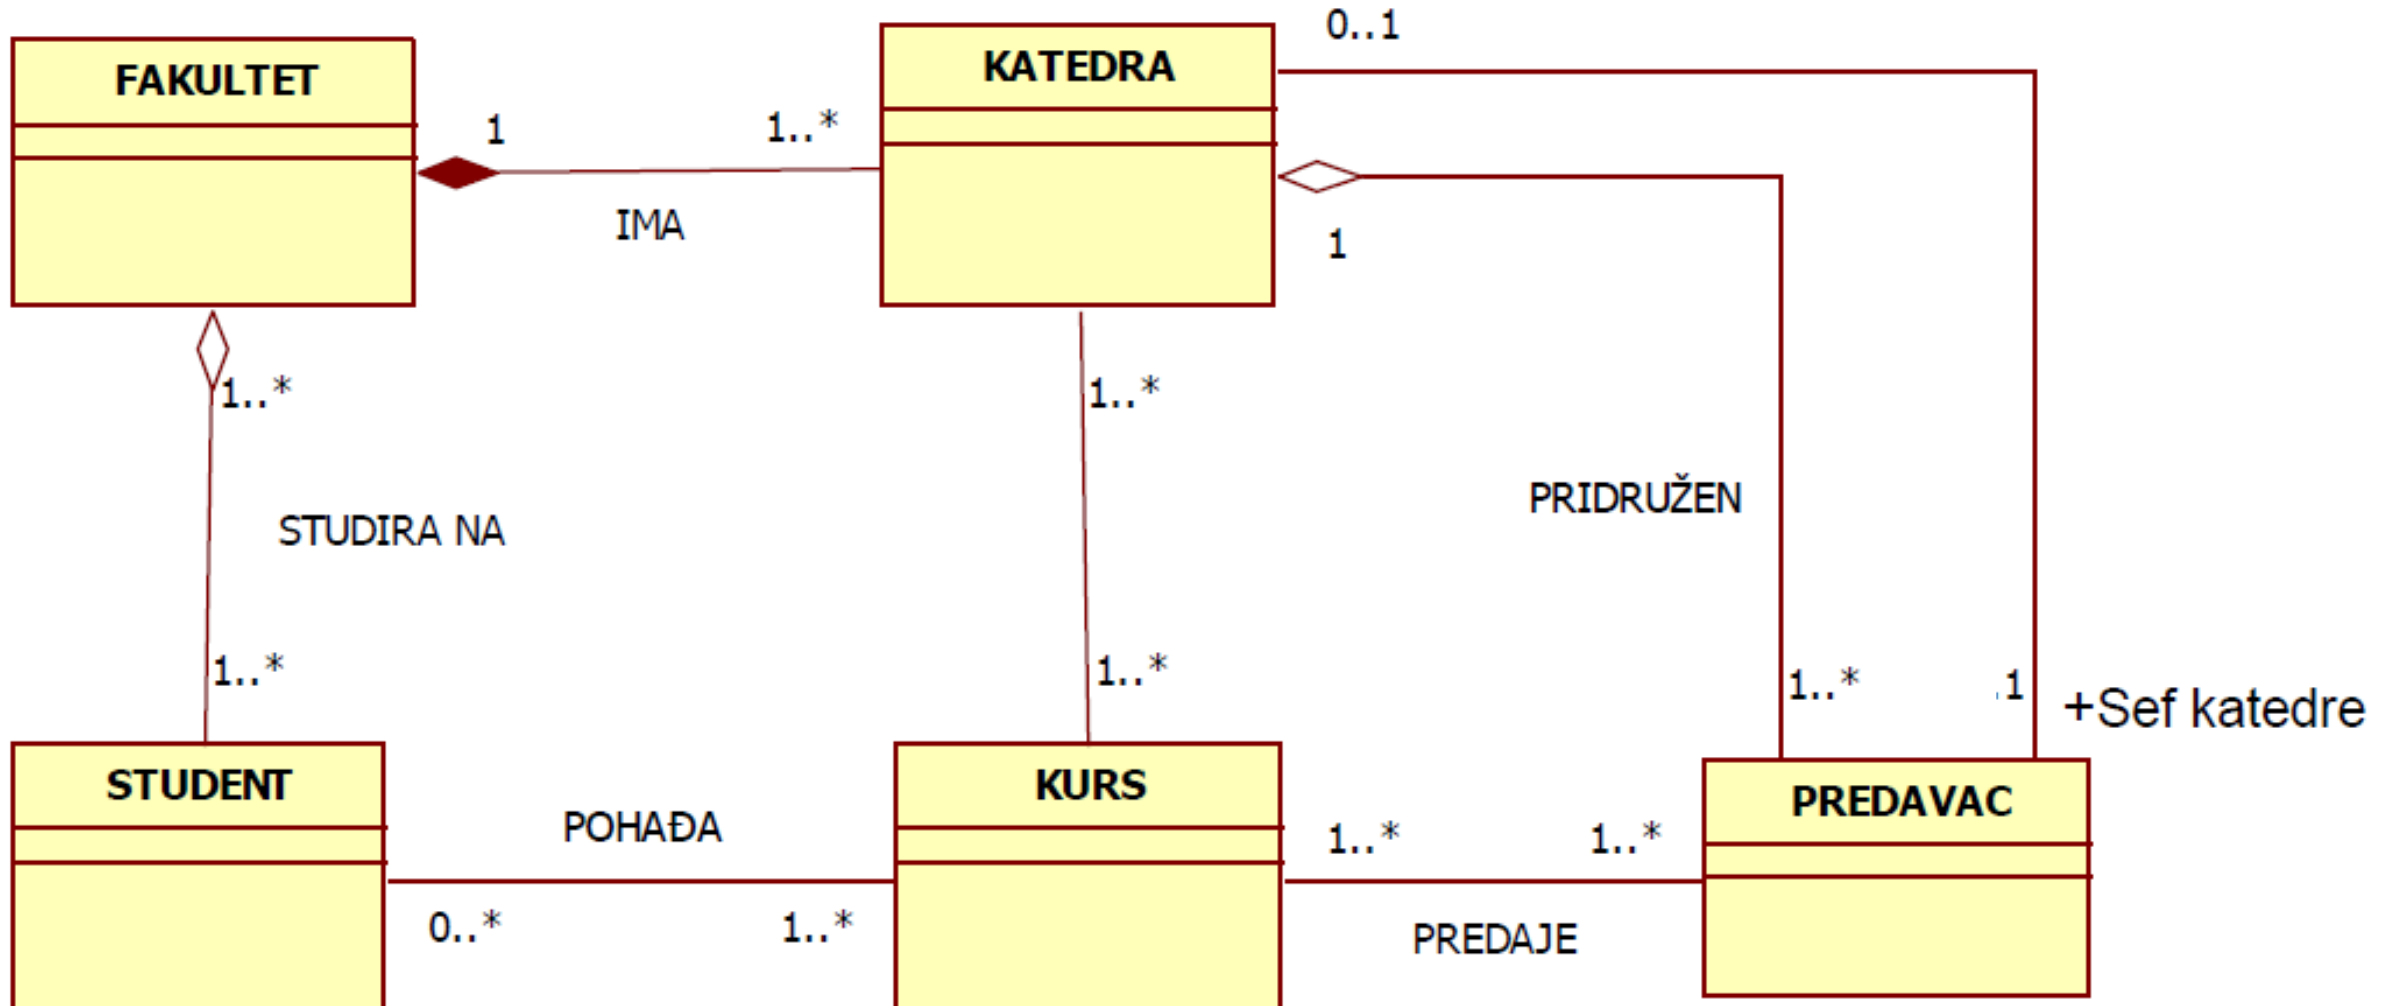 0..1
FAKULTET
KATEDRA
1
1..*
IMA
1
1..*
1..*
STUDIRA NA
PRIDRUŽEN
1..*
1..*
1..*
.1
+Sef katedre
STUDENT
KURS
PREDAVAC
POHAĐA
1..*
1..*
0..*
1..*
PREDAJE